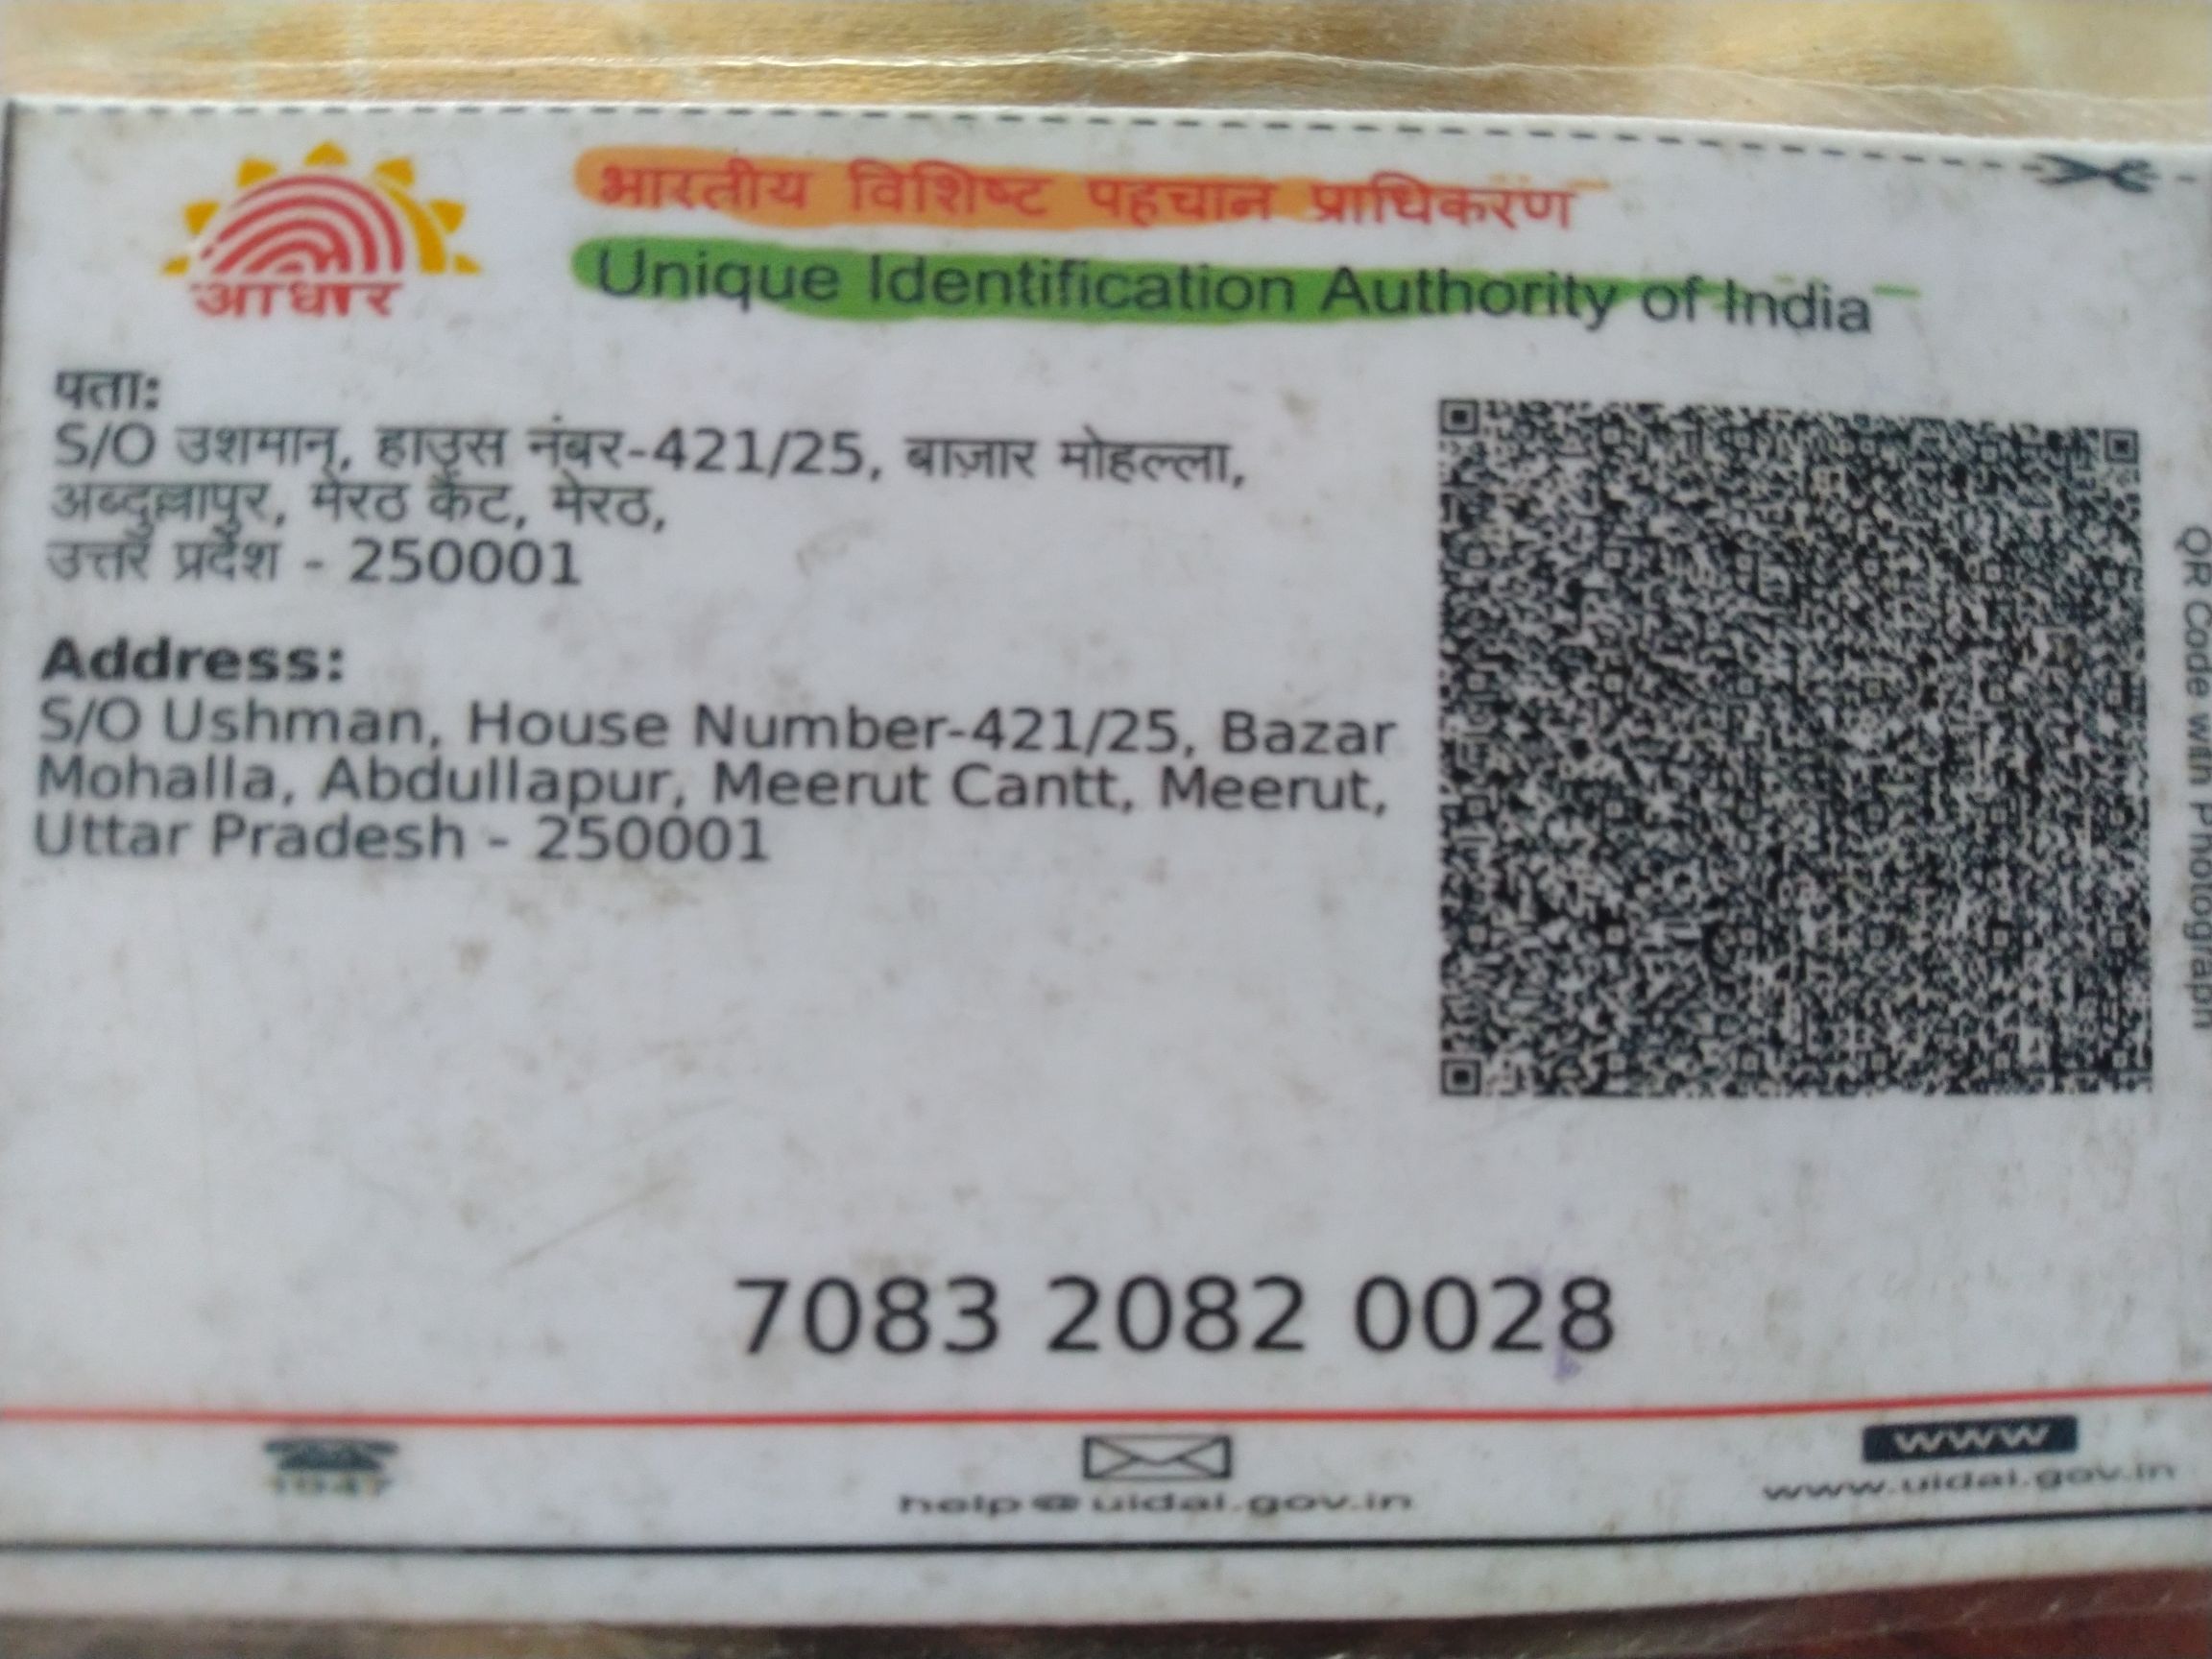 भारतीय विशिष्ट पहचान प्राधिकरण
Unique Identification Authority of India
आधार
पता:
S/O उशमान, हाउस नंबर-421/25, बाज़ार मोहल्ला,
अब्दुल्लापुर, मेरठ कैंट, मेरठ,
उत्तर प्रदेश - 250001
Address:
S/O Ushman, House Number-421/25, Bazar
Mohalla, Abdullapur, Meerut Cantt, Meerut,
Uttar Pradesh - 250001
QR Code with Photograph
7083 2082 0028
1947
help@uidai.gov.in
www
www.uidai.gov.in